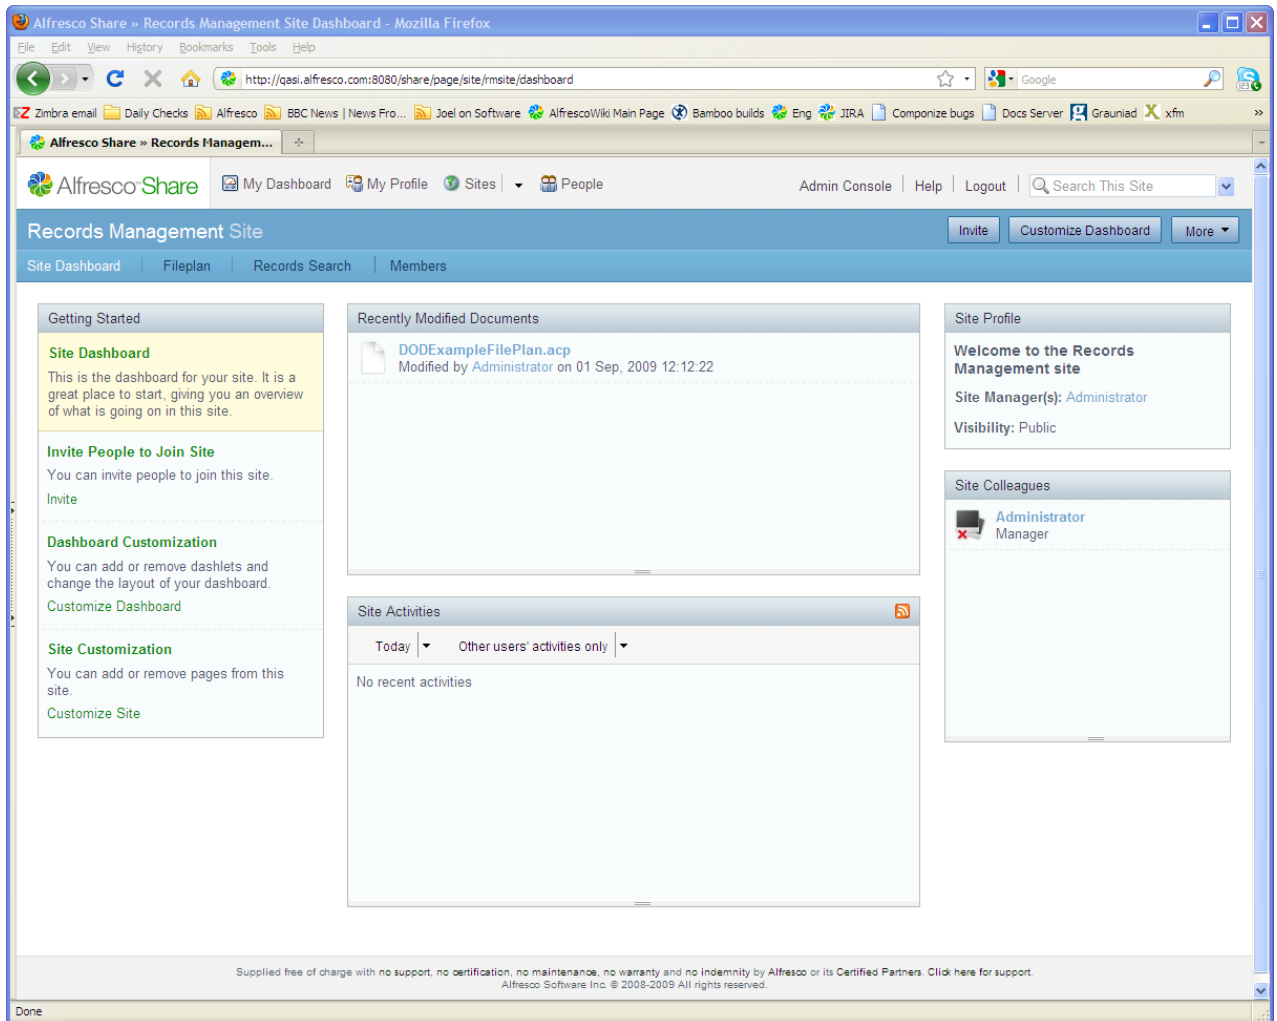 Alfresco Share » Records Management Site Dashboard - Mozilla Firefox
File Edit View History Bookmarks Tools Help
http://qasi.alfresco.com:8080/share/page/site/rmsite/dashboard
Google
Zimbra email Daily Checks Alfresco BBC News | News Fro... Joel on Software AlfrescoWiki Main Page Bamboo builds Eng JIRA Componize bugs Docs Server Grauniad xfm »
Alfresco Share » Records Managem...
Alfresco Share My Dashboard My Profile Sites People Admin Console Help Logout Search This Site
Records Management Site Invite Customize Dashboard More
Site Dashboard Fileplan Records Search Members
Getting Started
Site Dashboard
This is the dashboard for your site. It is a
great place to start, giving you an overview
of what is going on in this site.
Invite People to Join Site
You can invite people to join this site.
Invite
Dashboard Customization
You can add or remove dashlets and
change the layout of your dashboard.
Customize Dashboard
Site Customization
You can add or remove pages from this
site.
Customize Site
Recently Modified Documents
DODExampleFilePlan.acp
Modified by Administrator on 01 Sep, 2009 12:12:22
Site Activities
Today Other users' activities only
No recent activities
Site Profile
Welcome to the Records
Management site
Site Manager(s): Administrator
Visibility: Public
Site Colleagues
Administrator
Manager
Supplied free of charge with no support, no certification, no maintenance, no warranty and no indemnity by Alfresco or its Certified Partners. Click here for support.
Alfresco Software Inc. © 2008-2009 All rights reserved.
Done